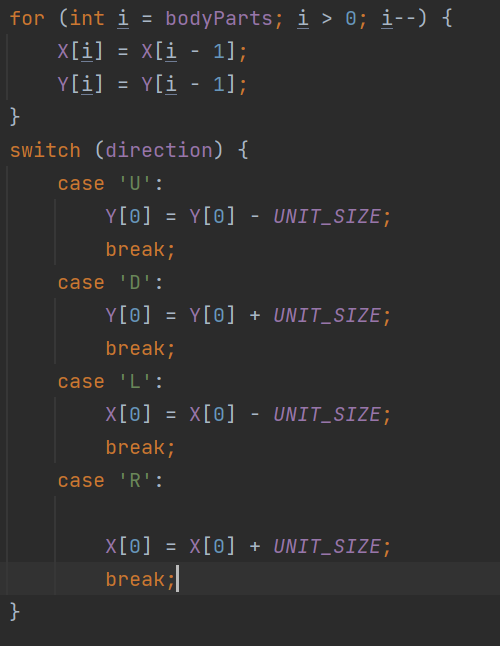 for (int i = bodyParts; i > 0; i--) {
    X[i] = X[i - 1];
    Y[i] = Y[i - 1];
}
switch (direction) {
    case 'U':
        Y[0] = Y[0] - UNIT_SIZE;
        break;
    case 'D':
        Y[0] = Y[0] + UNIT_SIZE;
        break;
    case 'L':
        X[0] = X[0] - UNIT_SIZE;
        break;
    case 'R':

        X[0] = X[0] + UNIT_SIZE;
        break;
}